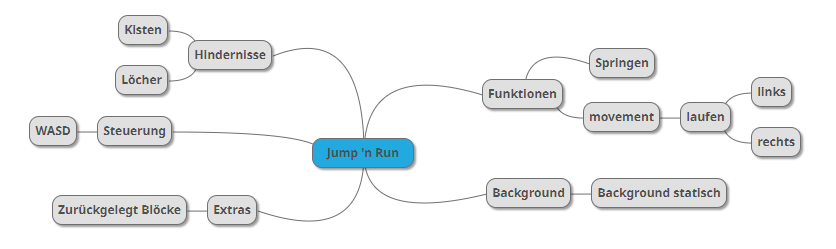 Kisten
Hindernisse
Löcher
WASD
Steuerung
Zurückgelegt Blöcke
Extras
Jump 'n Run
Funktionen
Springen
movement
laufen
links
rechts
Background
Background statisch